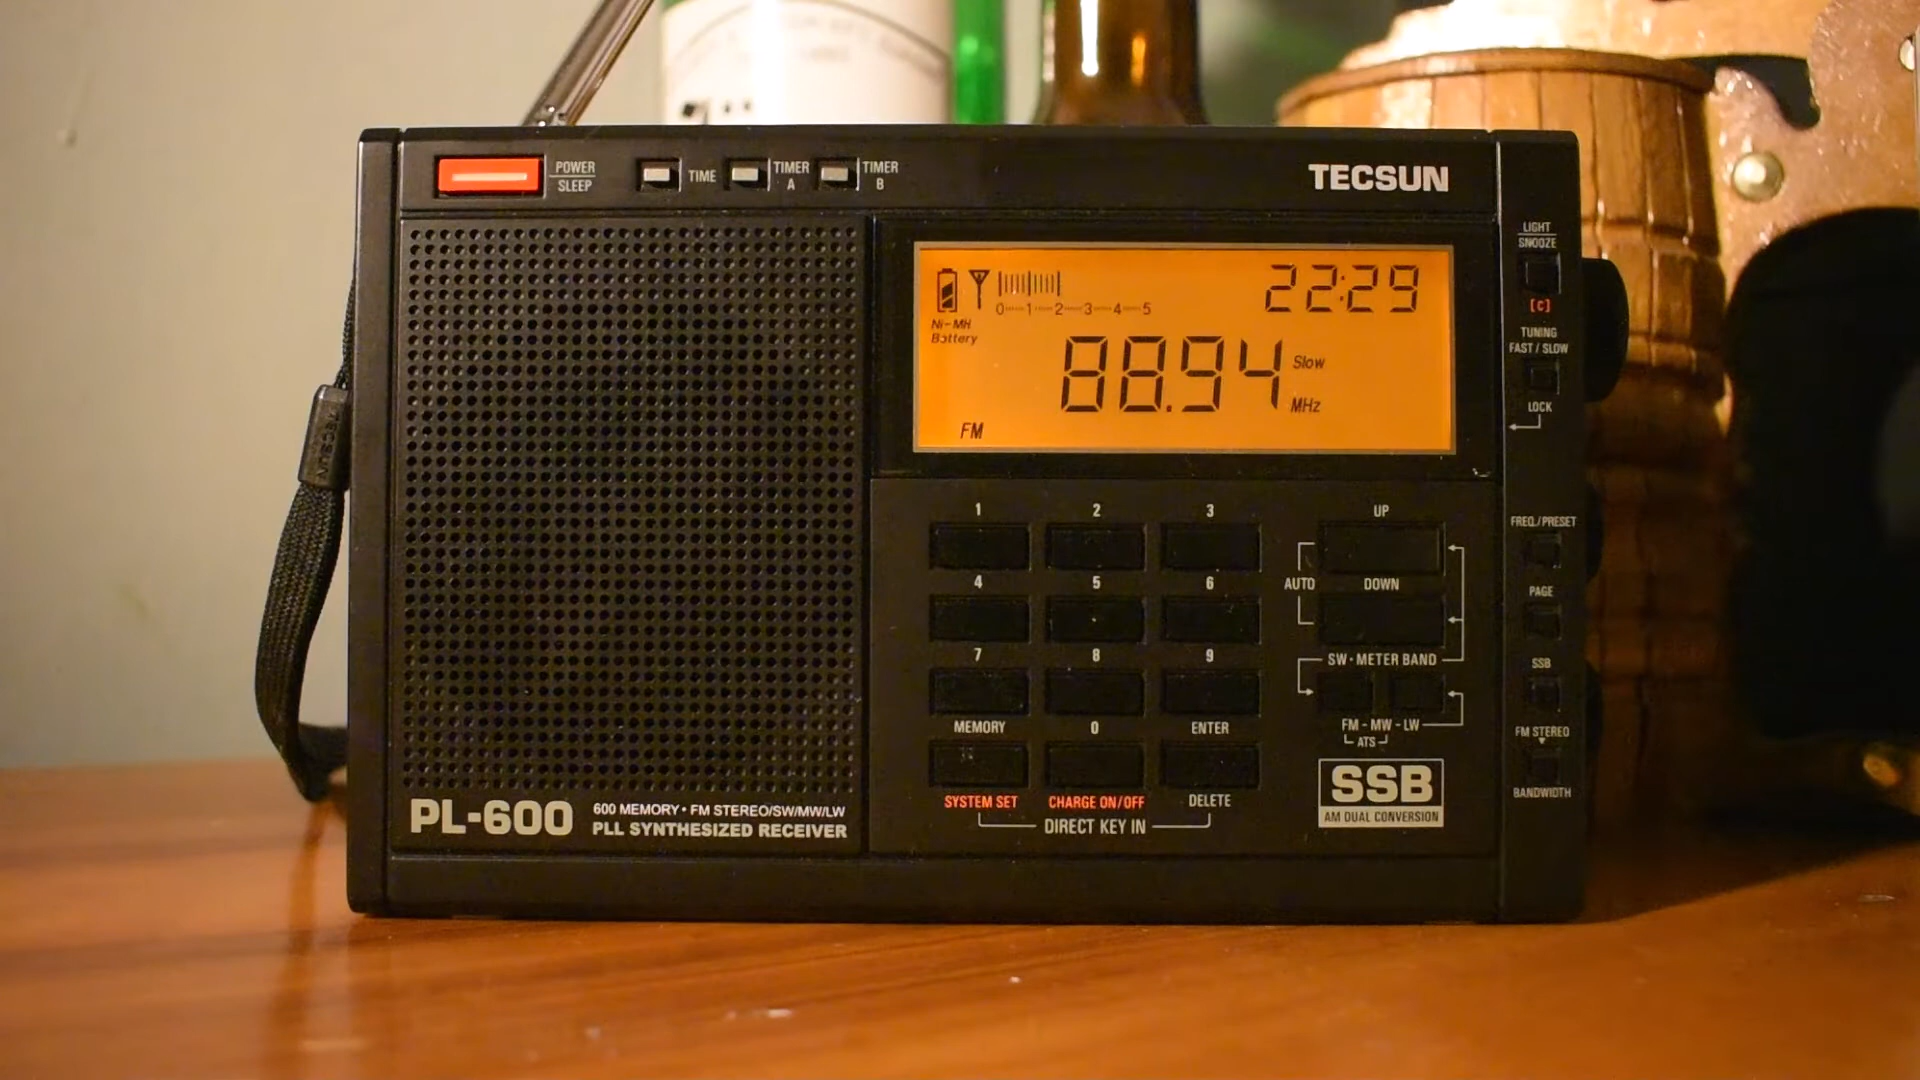 POWER
SLEEP
TIME
TIMER
A
TIMER
B
TECSUN
LIGHT
SNOOZE
[C]
TUNING
FAST / SLOW
LOCK
22:29
0 1 2 3 4 5
Ni-MH
Battery
88.94
Slow
MHz
FM
TECSUN
1 2 3
UP
FREQ./PRESET
4 5 6
AUTO
DOWN
PAGE
7 8 9
SW · METER BAND
SSB
MEMORY 0 ENTER
FM - MW - LW
ATS
FM STEREO
BANDWIDTH
SYSTEM SET CHARGE ON/OFF DELETE
DIRECT KEY IN
SSB
AM DUAL CONVERSION
PL-600
600 MEMORY • FM STEREO/SW/MW/LW
PLL SYNTHESIZED RECEIVER